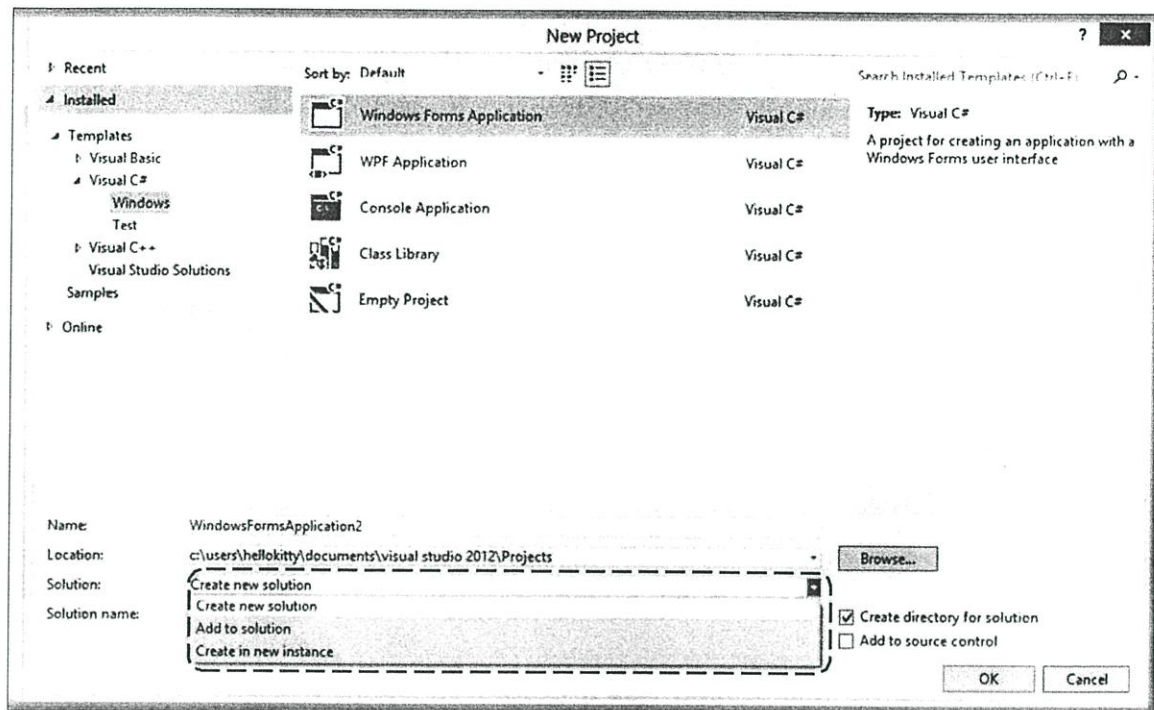 New Project
? ×
Recent
Installed
Templates
Visual Basic
Visual C#
Windows
Test
Visual C++
Visual Studio Solutions
Samples
Online
Sort by: Default
Search Installed Templates (Ctrl+E)
Windows Forms Application Visual C#
WPF Application Visual C#
Console Application Visual C#
Class Library Visual C#
Empty Project Visual C#
Type: Visual C#
A project for creating an application with a
Windows Forms user interface
Name: WindowsFormsApplication2
Location: c:\users\hellokitty\documents\visual studio 2012\Projects
Browse...
Solution: Create new solution
Solution name:
Create new solution
Add to solution
Create in new instance
Create directory for solution
Add to source control
OK
Cancel